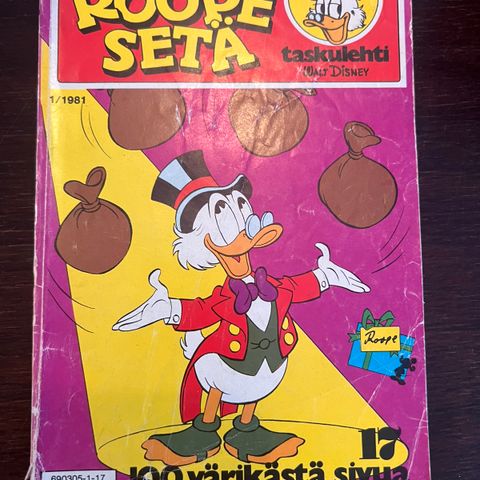 ROOPE
SETÄ
taskulehti
WALT DISNEY
1/1981
Roope
17
100 värikästä sivua
690305-1-17